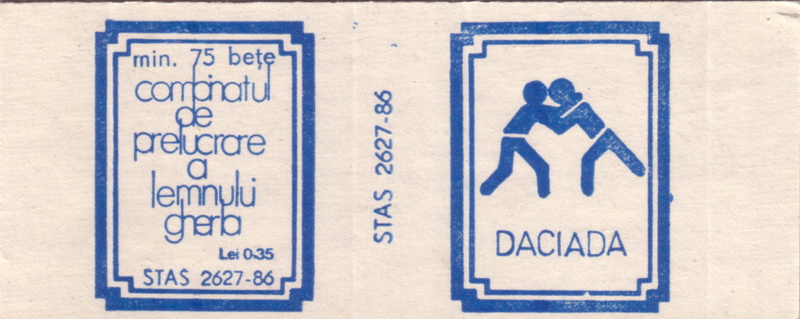 min. 75 bețe
combinatul
de
prelucrare
a
lemnului
gherla
Lei 0.35
STAS 2627-86
STAS 2627-86
DACIADA